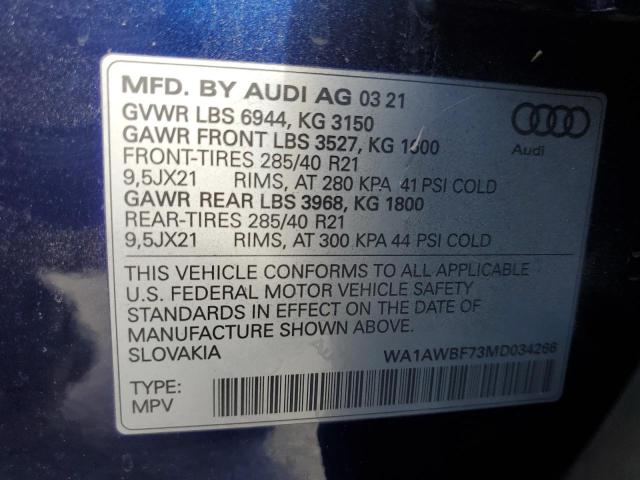 MFD. BY AUDI AG 03 21
GVWR LBS 6944, KG 3150
GAWR FRONT LBS 3527, KG 1600
FRONT-TIRES 285/40 R21
9,5JX21 RIMS, AT 280 KPA 41 PSI COLD
GAWR REAR LBS 3968, KG 1800
REAR-TIRES 285/40 R21
9,5JX21 RIMS, AT 300 KPA 44 PSI COLD
Audi
THIS VEHICLE CONFORMS TO ALL APPLICABLE
U.S. FEDERAL MOTOR VEHICLE SAFETY
STANDARDS IN EFFECT ON THE DATE OF
MANUFACTURE SHOWN ABOVE.
SLOVAKIA WA1AWBF73MD034266
TYPE:
MPV